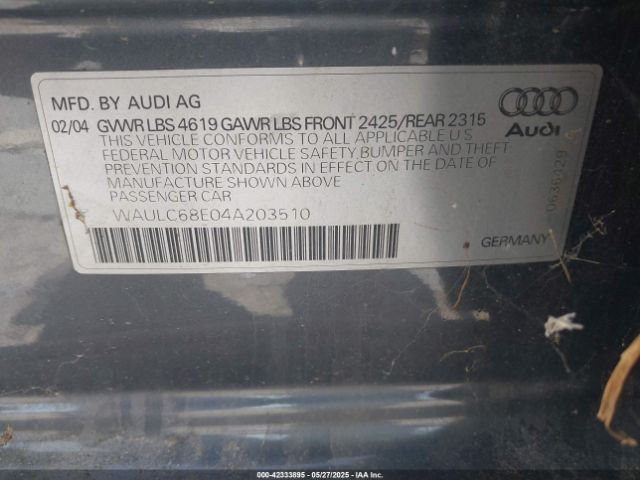 MFD. BY AUDI AG
02/04 GVWR LBS 4619 GAWR LBS FRONT 2425/REAR 2315
THIS VEHICLE CONFORMS TO ALL APPLICABLE U S
FEDERAL MOTOR VEHICLE SAFETY BUMPER AND THEFT
PREVENTION STANDARDS IN EFFECT ON THE DATE OF
MANUFACTURE SHOWN ABOVE
PASSENGER CAR
WAULC68E04A203510
Audi
GERMANY
000-42333895 - 05/27/2025 - IAA Inc.